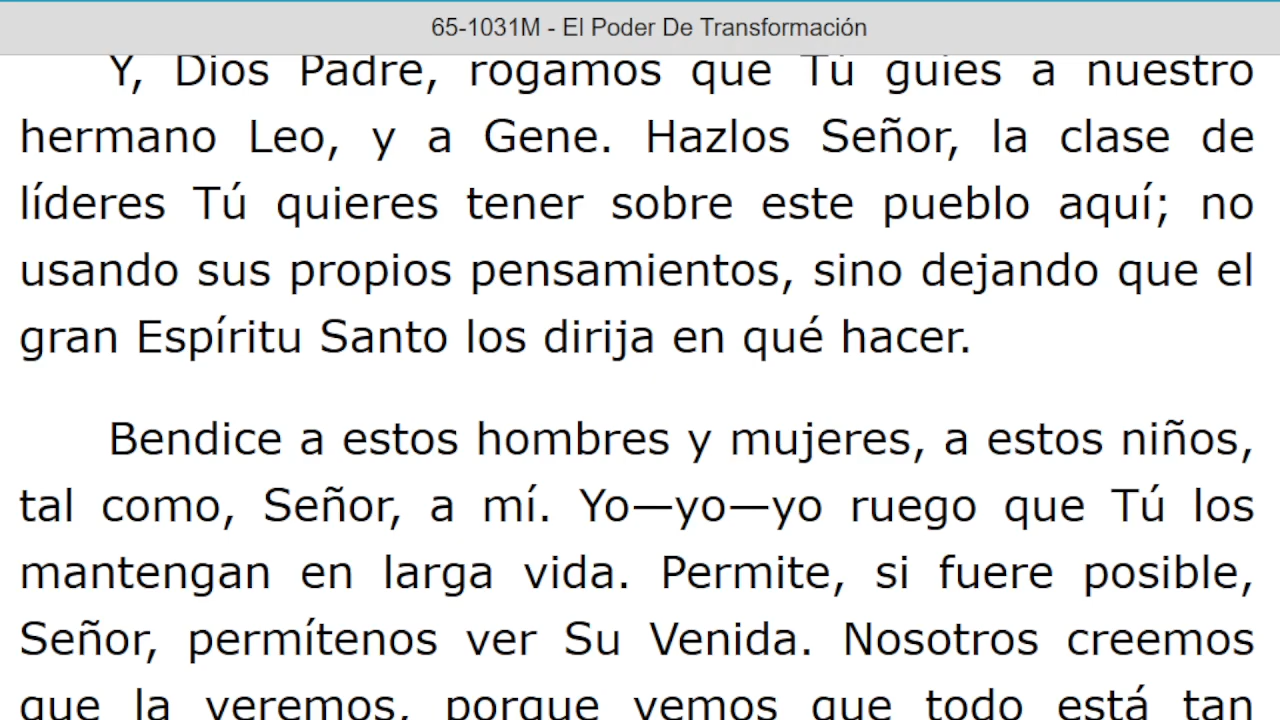 65-1031M - El Poder De Transformación
Y, Dios Padre, rogamos que Tú guíes a nuestro
hermano Leo, y a Gene. Hazlos Señor, la clase de
líderes Tú quieres tener sobre este pueblo aquí; no
usando sus propios pensamientos, sino dejando que el
gran Espíritu Santo los dirija en qué hacer.
Bendice a estos hombres y mujeres, a estos niños,
tal como, Señor, a mí. Yo—yo—yo ruego que Tú los
mantengan en larga vida. Permite, si fuere posible,
Señor, permítenos ver Su Venida. Nosotros creemos
que la veremos, porque vemos que todo está tan